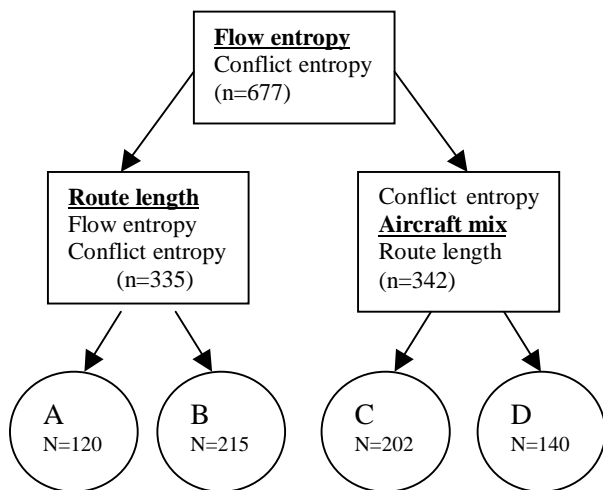 Flow entropy
Conflict entropy
(n=677)
Route length
Flow entropy
Conflict entropy
(n=335)
Conflict entropy
Aircraft mix
Route length
(n=342)
A
N=120
B
N=215
C
N=202
D
N=140